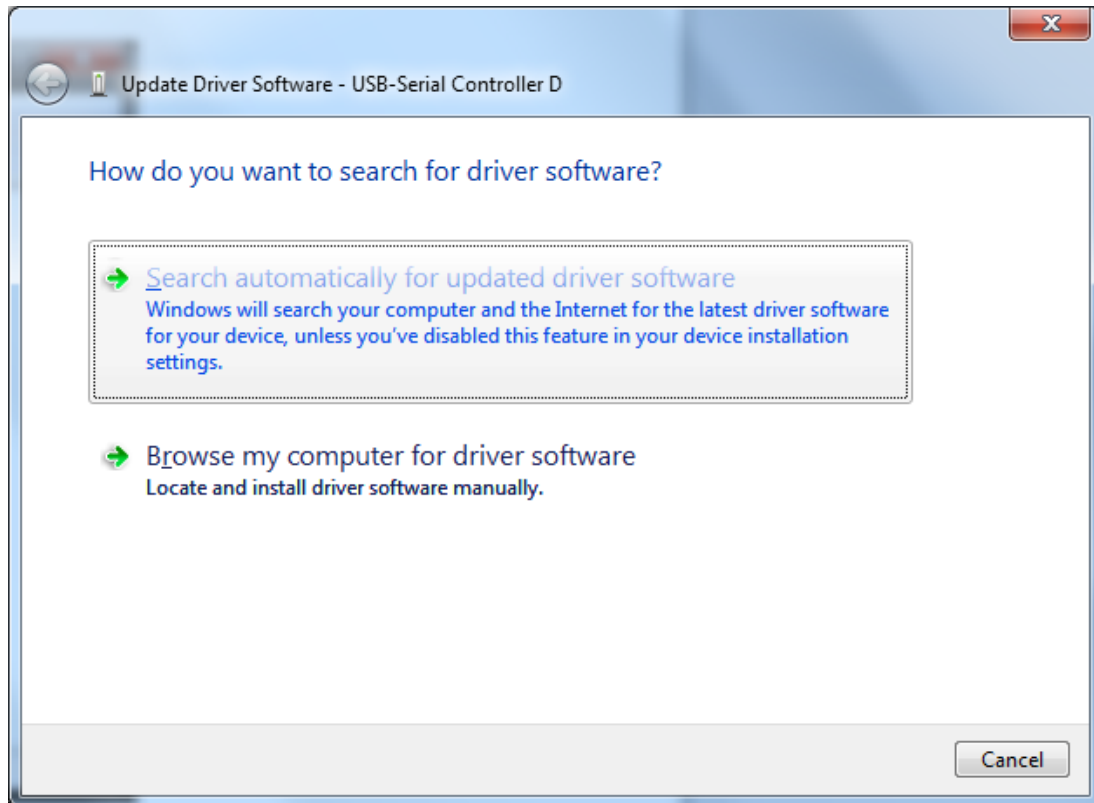 Update Driver Software - USB-Serial Controller D
How do you want to search for driver software?
Search automatically for updated driver software
Windows will search your computer and the Internet for the latest driver software
for your device, unless you've disabled this feature in your device installation
settings.
Browse my computer for driver software
Locate and install driver software manually.
Cancel